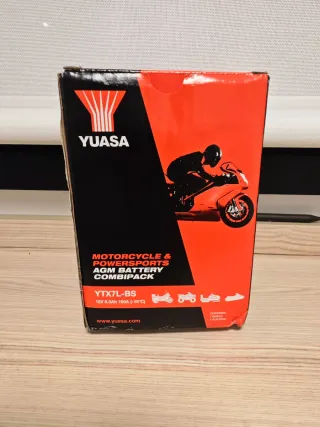 YUASA
MOTORCYCLE &
POWERSPORTS
AGM BATTERY
COMBIPACK
YTX7L-BS
www.yuasa.com